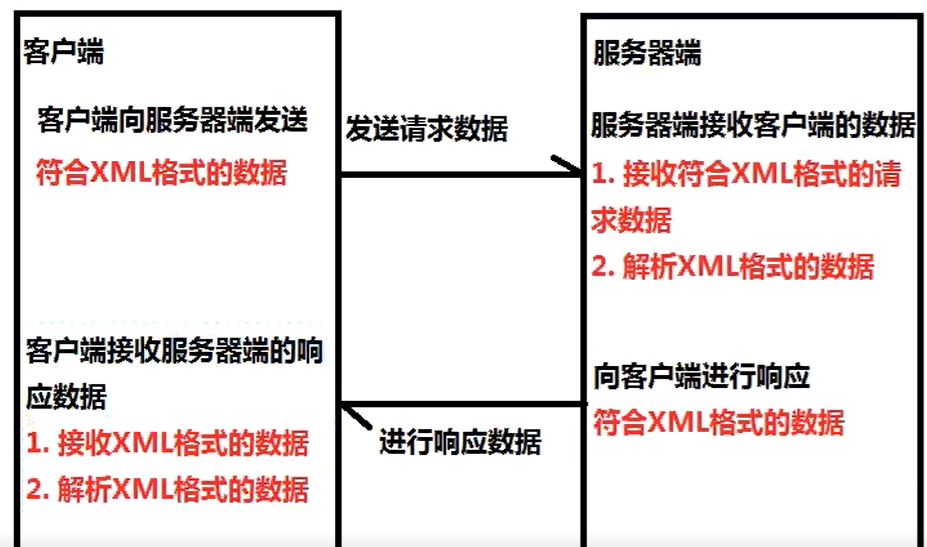 客户端
客户端向服务器端发送
符合XML格式的数据
客户端接收服务器端的响
应数据
1. 接收XML格式的数据
2. 解析XML格式的数据
发送请求数据
进行响应数据
服务器端
服务器端接收客户端的数据
1. 接收符合XML格式的请
求数据
2. 解析XML格式的数据
向客户端进行响应
符合XML格式的数据